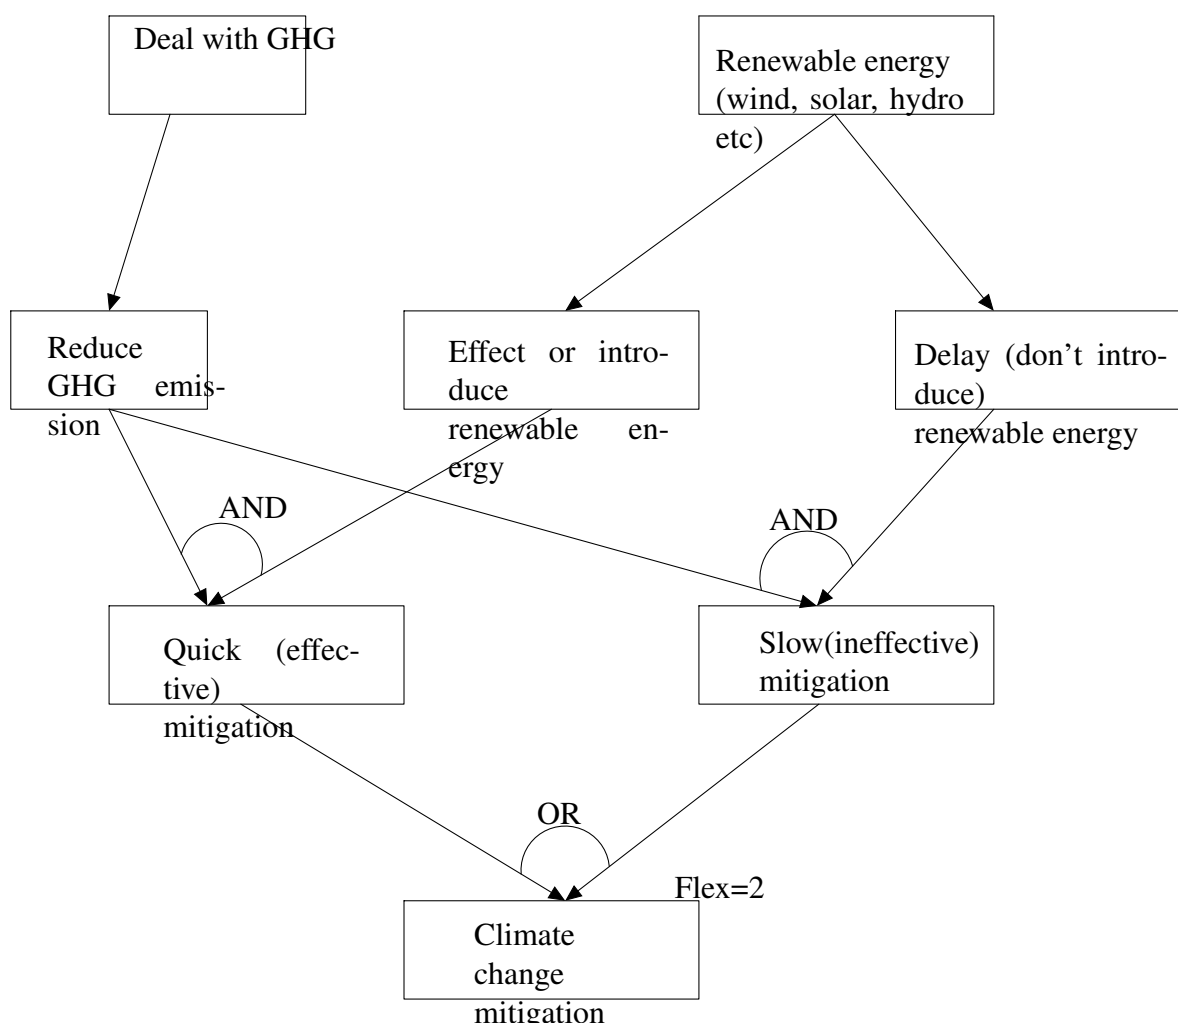 Deal with GHG
Renewable energy
(wind, solar, hydro
etc)
Reduce
GHG emis-
sion
Effect or intro-
duce
renewable en-
ergy
Delay (don't intro-
duce)
renewable energy
AND
AND
Quick (effec-
tive)
mitigation
Slow(ineffective)
mitigation
OR
Flex=2
Climate
change
mitigation